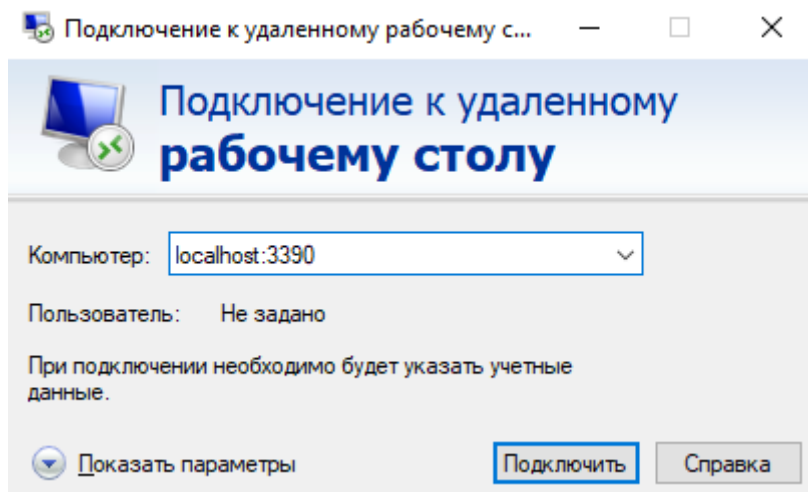 Подключение к удаленному рабочему с...
Подключение к удаленному
рабочему столу
Компьютер: localhost:3390
Пользователь: Не задано
При подключении необходимо будет указать учетные
данные.
Показать параметры Подключить Справка